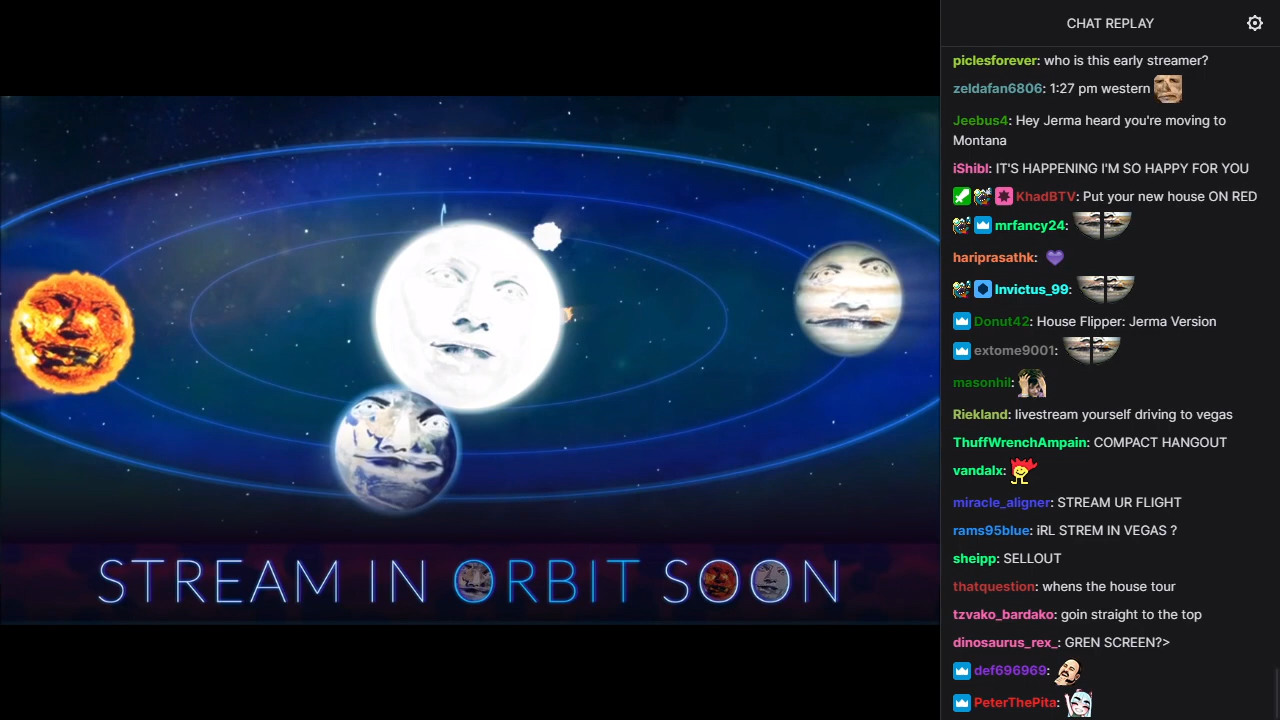 STREAM IN ORBIT SOON
CHAT REPLAY
piclesforever: who is this early streamer?
zeldafan6806: 1:27 pm western
Jeebus4: Hey Jerma heard you're moving to
Montana
iShibl: IT'S HAPPENING I'M SO HAPPY FOR YOU
KhadBTV: Put your new house ON RED
mrfancy24:
hariprasathk:
Invictus_99:
Donut42: House Flipper: Jerma Version
extome9001:
masonhil:
Riekland: livestream yourself driving to vegas
ThuffWrenchAmpain: COMPACT HANGOUT
vandalx:
miracle_aligner: STREAM UR FLIGHT
rams95blue: iRL STREM IN VEGAS ?
sheipp: SELLOUT
thatquestion: whens the house tour
tzvako_bardako: goin straight to the top
dinosaurus_rex_: GREN SCREEN?>
def696969:
PeterThePita: